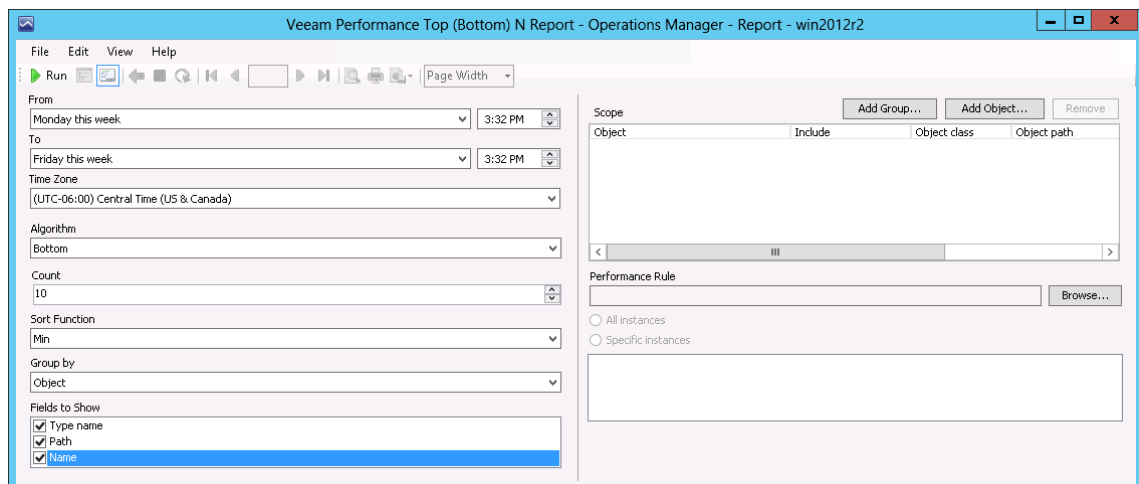 Veeam Performance Top (Bottom) N Report - Operations Manager - Report - win2012r2
File Edit View Help
Run Page Width
From
Monday this week 3:32 PM
To
Friday this week 3:32 PM
Time Zone
(UTC-06:00) Central Time (US & Canada)
Algorithm
Bottom
Count
10
Sort Function
Min
Group by
Object
Fields to Show
Type name
Path
Name
Scope Add Group... Add Object... Remove
Object Include Object class Object path
Performance Rule
Browse...
All instances
Specific instances